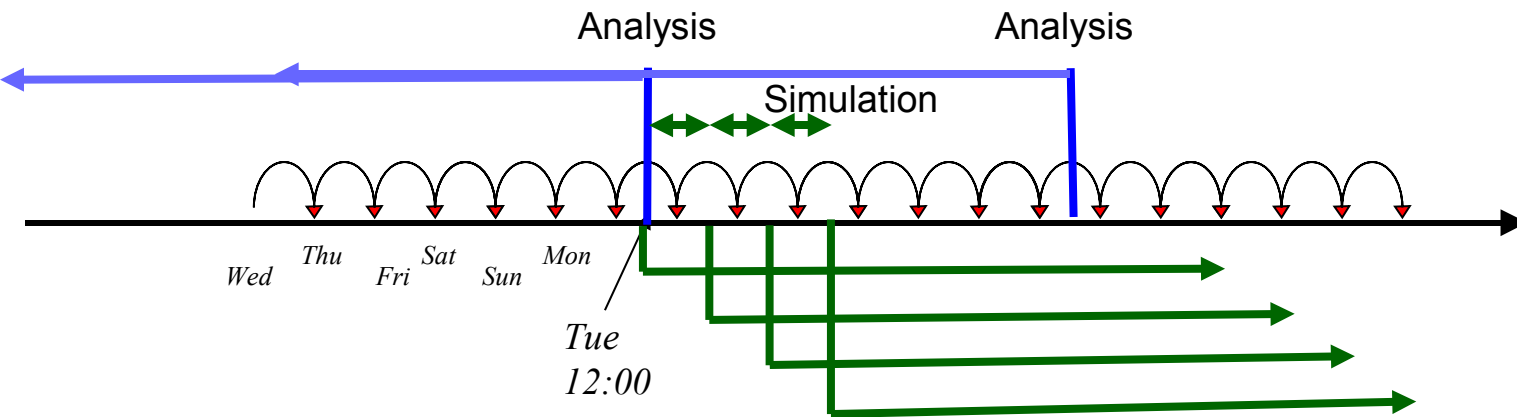 Analysis
Analysis
Simulation
Wed
Thu
Fri
Sat
Sun
Mon
Tue
12:00